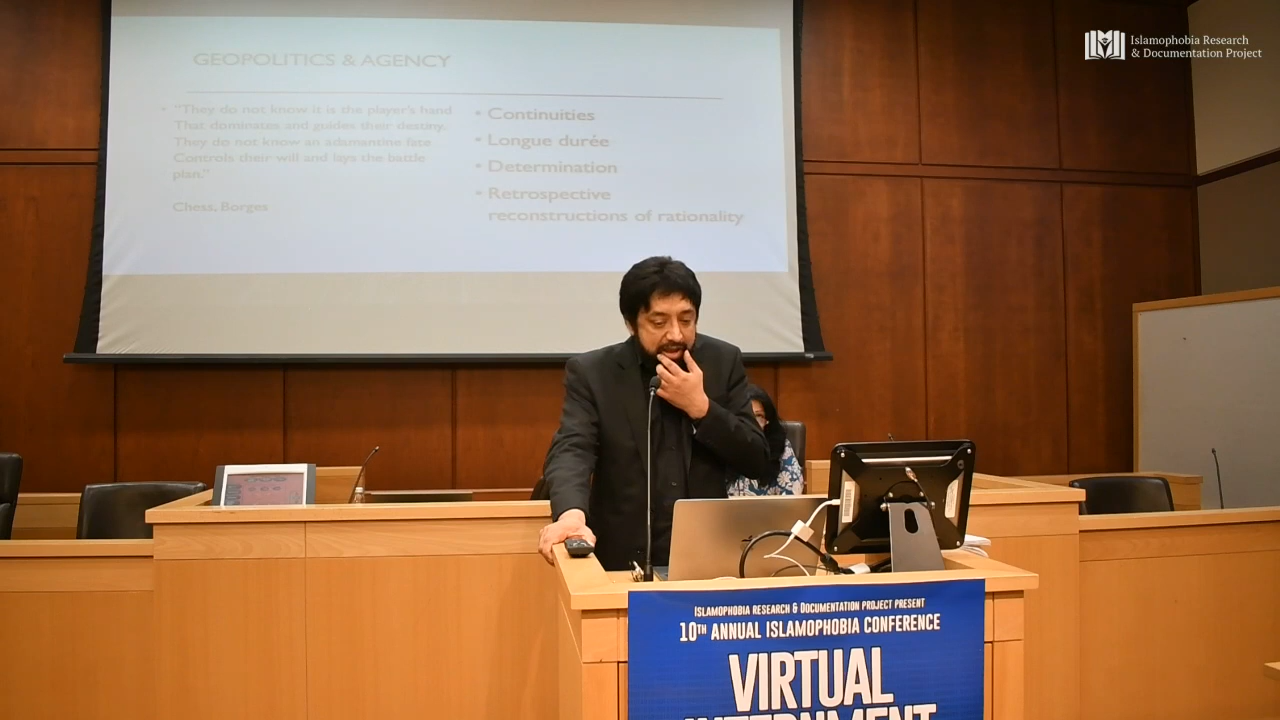 Islamophobia Research
& Documentation Project
GEOPOLITICS & AGENCY
• "They do not know it is the player's hand
That dominates and guides their destiny.
They do not know an adamantine fate
Controls their will and lays the battle
plan."
Chess, Borges
• Continuities
• Longue durée
• Determination
• Retrospective
reconstructions of rationality
ISLAMOPHOBIA RESEARCH & DOCUMENTATION PROJECT PRESENT
10TH ANNUAL ISLAMOPHOBIA CONFERENCE
VIRTUAL
INTERNMENT